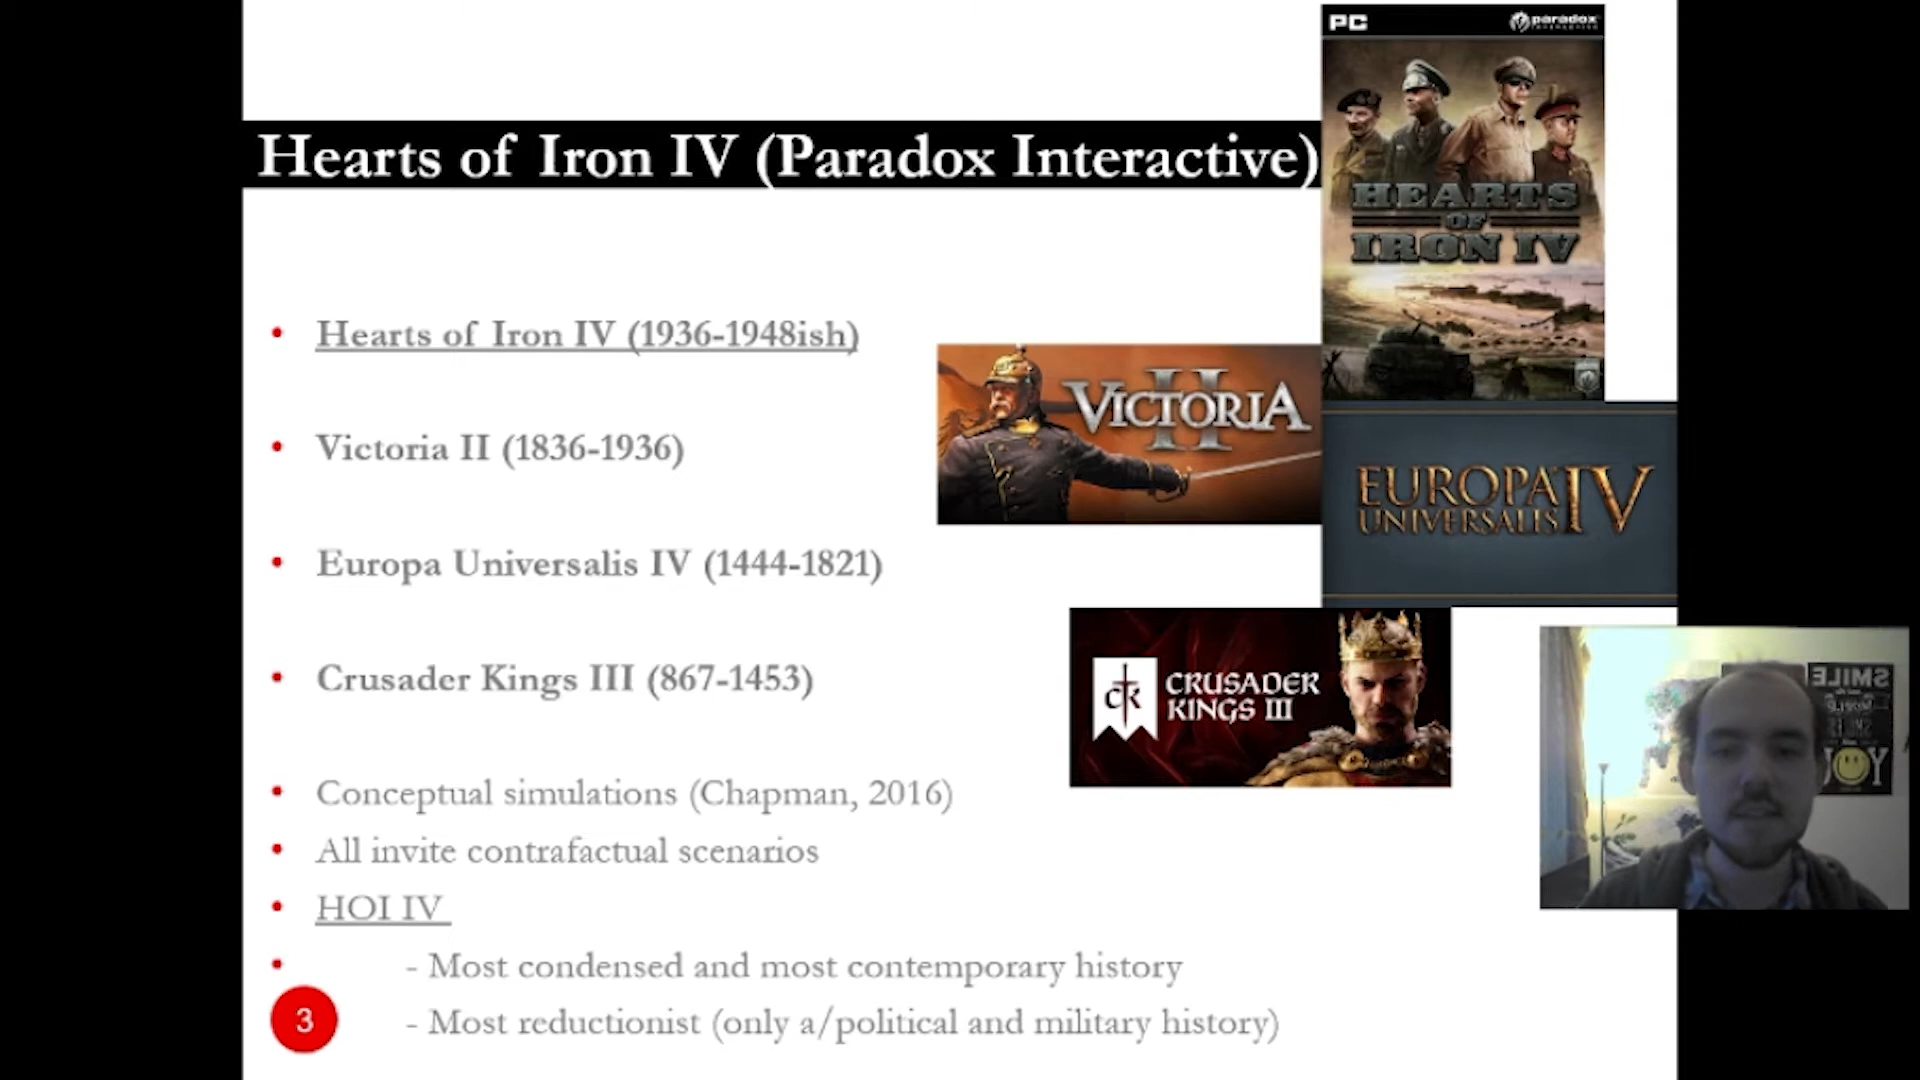 PC
paradox
INTERACTIVE
Hearts of Iron IV (Paradox Interactive)
HEARTS
OF
IRON IV
• Hearts of Iron IV (1936-1948ish)
VICTORIA
II
• Victoria II (1836-1936)
EUROPA
UNIVERSALIS IV
• Europa Universalis IV (1444-1821)
• Crusader Kings III (867-1453)
CK
CRUSADER
KINGS III
SMILE
YOU
• Conceptual simulations (Chapman, 2016)
• All invite contrafactual scenarios
• HOI IV
• - Most condensed and most contemporary history
- Most reductionist (only a/political and military history)
3